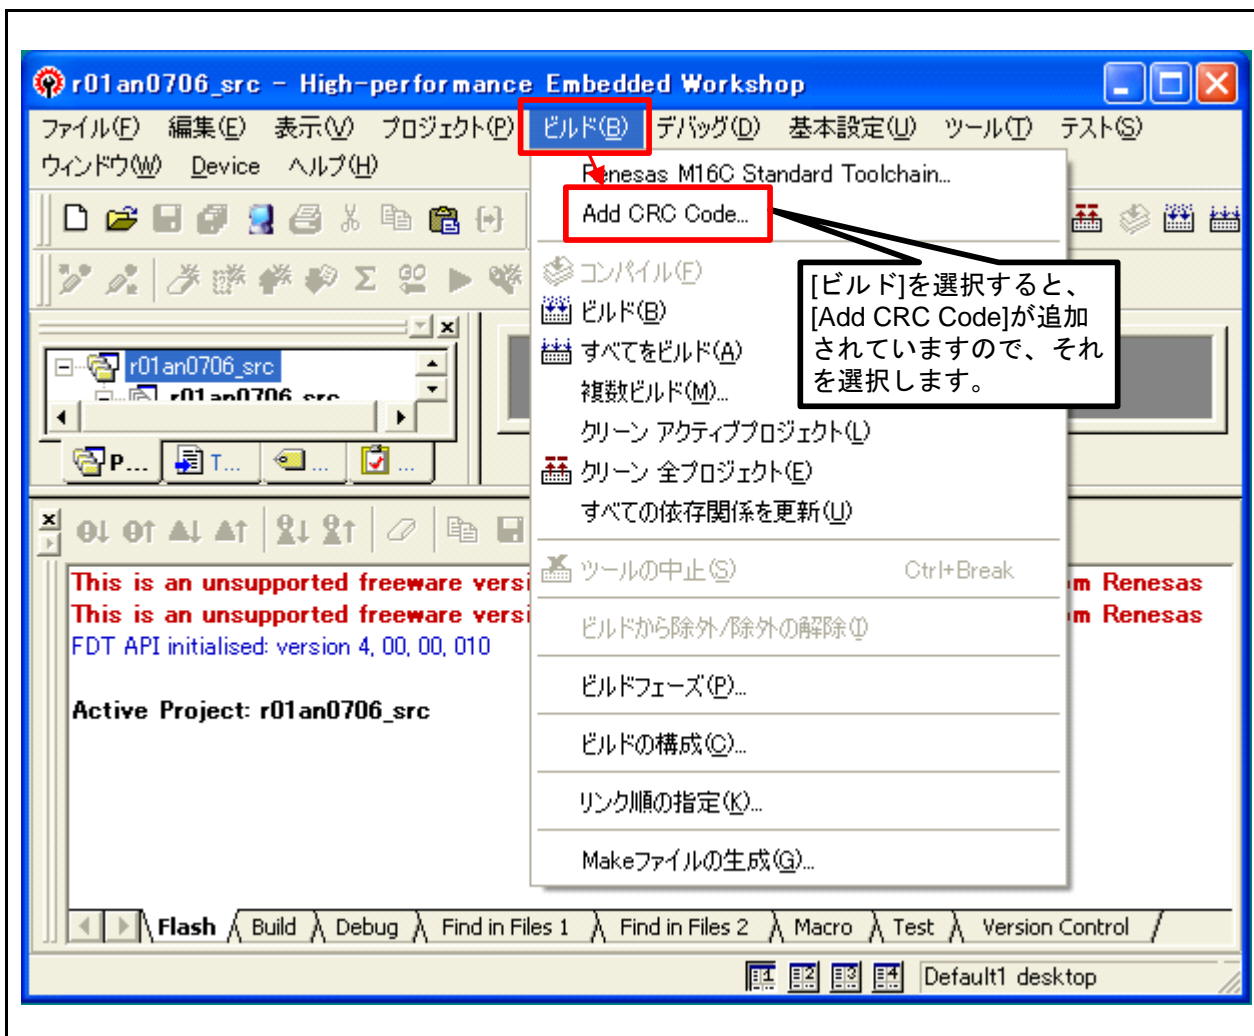 r01an0706_src - High-performance Embedded Workshop
ファイル(F) 編集(E) 表示(V) プロジェクト(P) ビルド(B) デバッグ(D) 基本設定(U) ツール(T) テスト(S)
ウィンドウ(W) Device ヘルプ(H)
Renesas M16C Standard Toolchain...
Add CRC Code...
コンパイル(F)
ビルド(B)
すべてをビルド(A)
複数ビルド(M)...
クリーン アクティブプロジェクト(L)
クリーン 全プロジェクト(E)
すべての依存関係を更新(U)
ツールの中止(S) Ctrl+Break
ビルドから除外/除外の解除(I)
ビルドフェーズ(P)...
ビルドの構成(C)...
リンク順の指定(K)...
Makeファイルの生成(G)...
[ビルド]を選択すると、
[Add CRC Code]が追加
されていますので、それ
を選択します。
r01an0706_src
r01an0706_src
P... T... ... ...
This is an unsupported freeware versi m Renesas
This is an unsupported freeware versi m Renesas
FDT API initialised: version 4, 00, 00, 010
Active Project: r01an0706_src
Flash Build Debug Find in Files 1 Find in Files 2 Macro Test Version Control
1 2 3 4 Default1 desktop